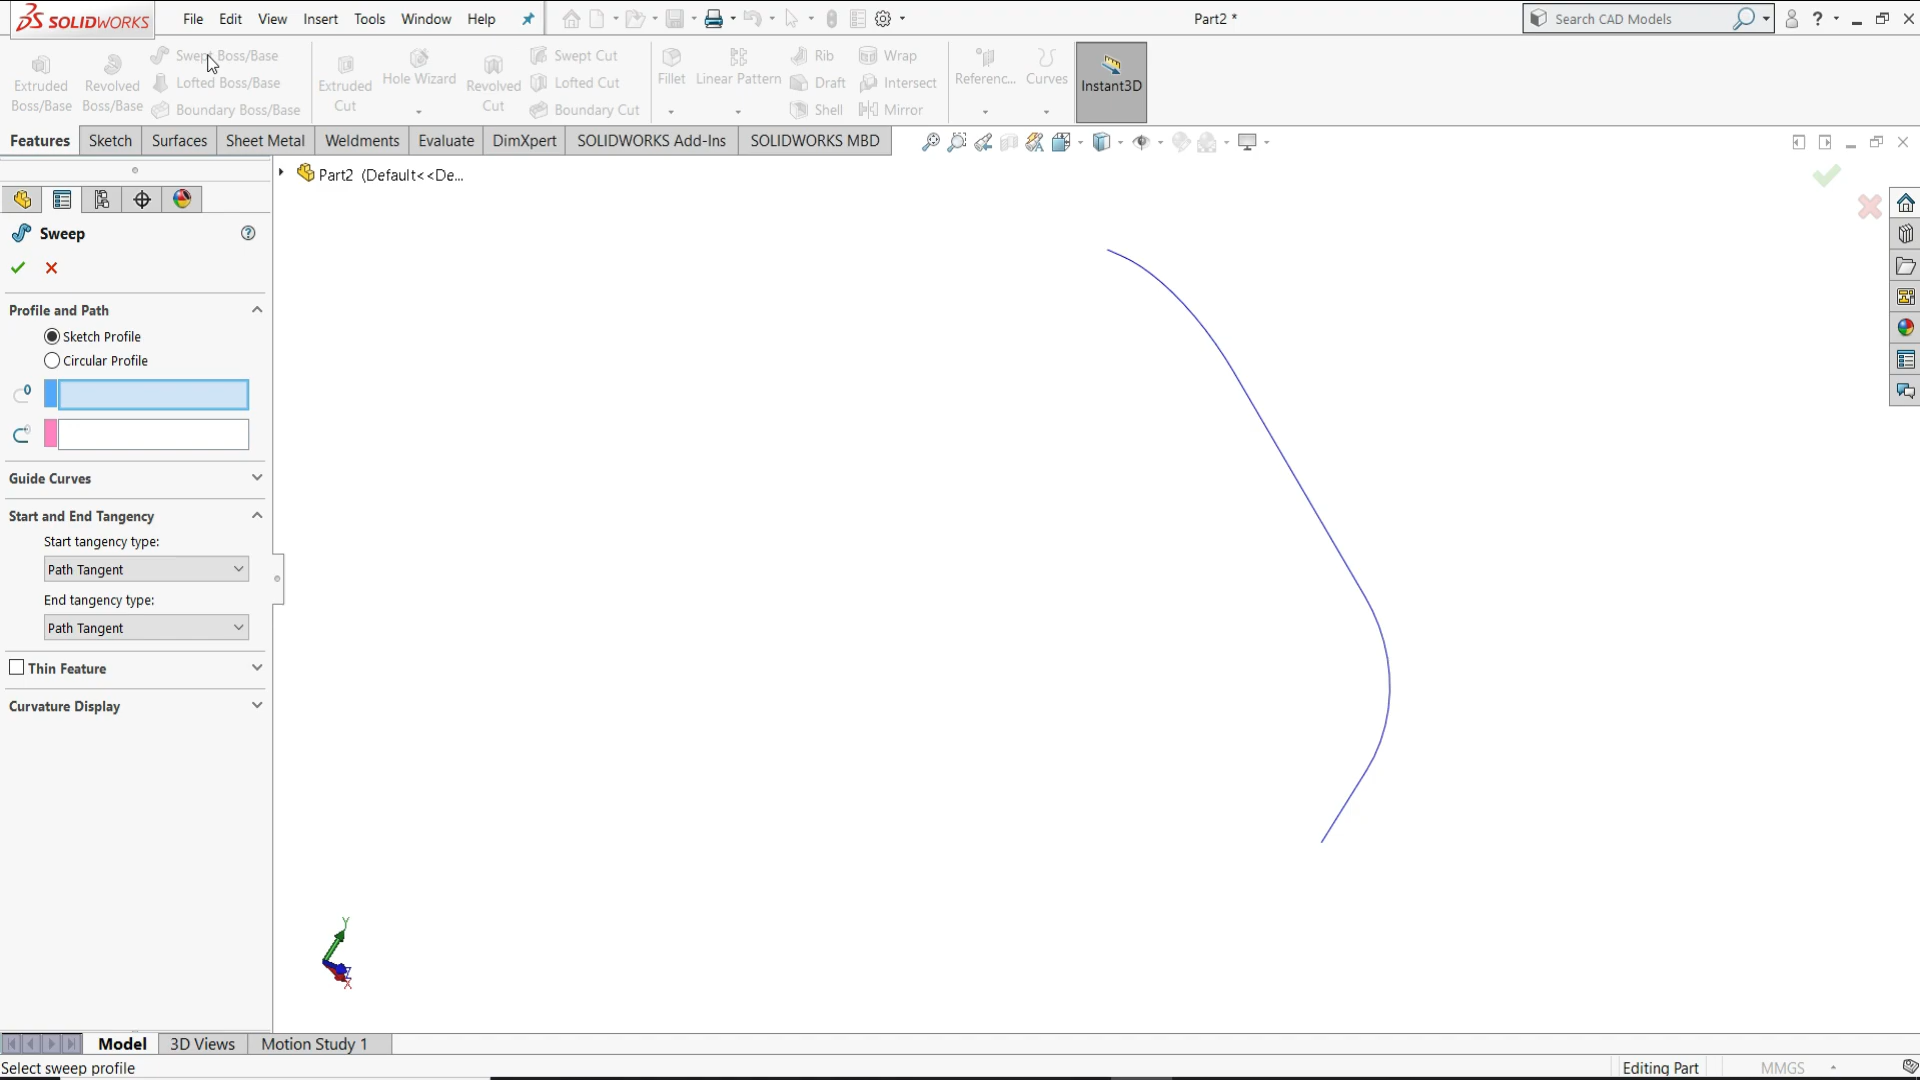 SOLIDWORKS
File Edit View Insert Tools Window Help
Part2 *
Search CAD Models
?
Extruded Boss/Base
Revolved Boss/Base
Swept Boss/Base
Lofted Boss/Base
Boundary Boss/Base
Extruded Cut
Hole Wizard
Revolved Cut
Swept Cut
Lofted Cut
Boundary Cut
Fillet
Linear Pattern
Rib
Draft
Shell
Wrap
Intersect
Mirror
Referenc...
Curves
Instant3D
Features Sketch Surfaces Sheet Metal Weldments Evaluate DimXpert SOLIDWORKS Add-Ins SOLIDWORKS MBD
Part2 (Default<<De...
Sweep
?
Profile and Path
Sketch Profile
Circular Profile
Guide Curves
Start and End Tangency
Start tangency type:
Path Tangent
End tangency type:
Path Tangent
Thin Feature
Curvature Display
Y
Z
X
Model 3D Views Motion Study 1
Select sweep profile
Editing Part
MMGS